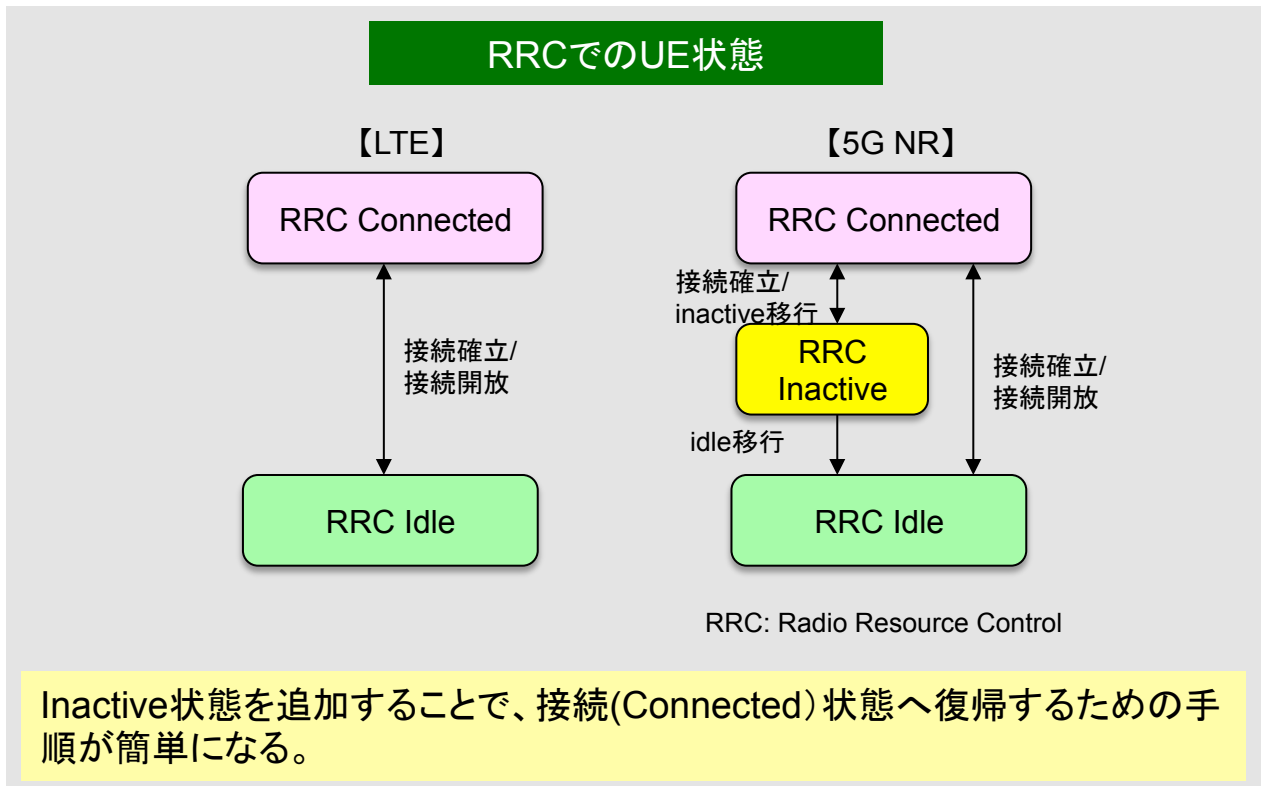 RRCでのUE状態
【LTE】
RRC Connected
接続確立/
接続開放
RRC Idle
【5G NR】
RRC Connected
接続確立/
inactive移行
RRC
Inactive
idle移行
接続確立/
接続開放
RRC Idle
RRC: Radio Resource Control
Inactive状態を追加することで、接続(Connected）状態へ復帰するための手
順が簡単になる。